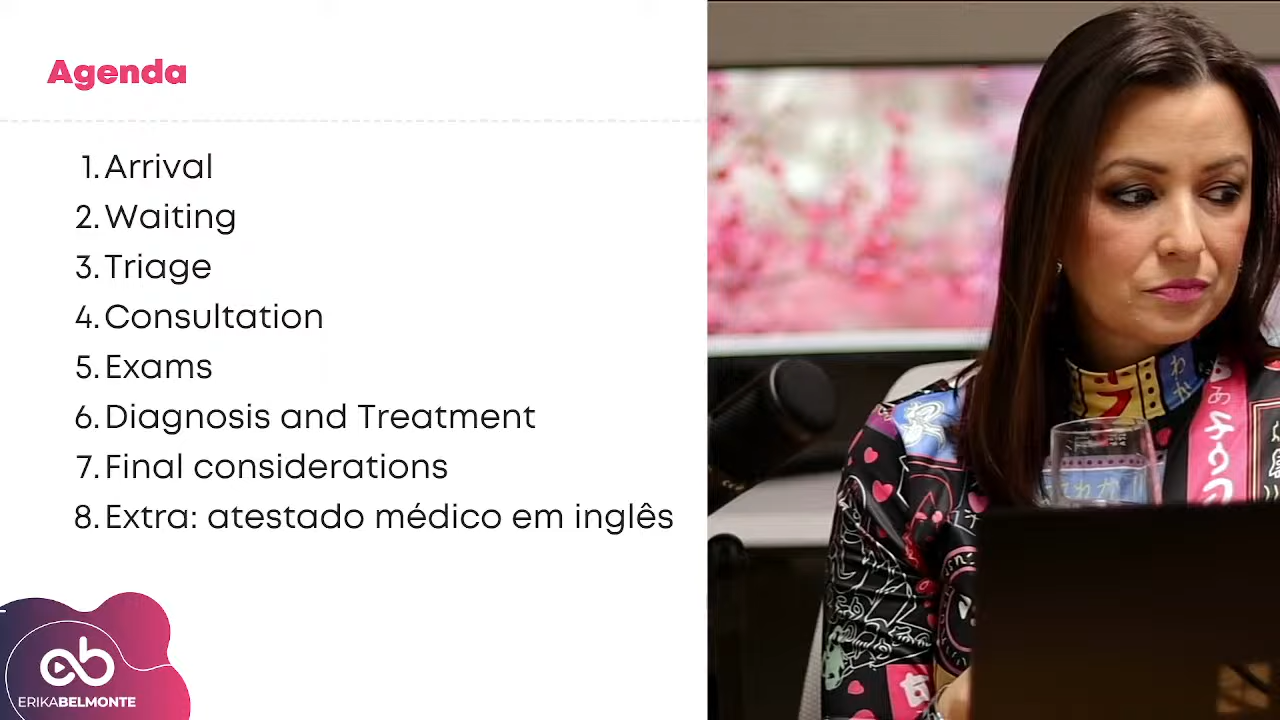 Agenda
1. Arrival
2. Waiting
3. Triage
4. Consultation
5. Exams
6. Diagnosis and Treatment
7. Final considerations
8. Extra: atestado médico em inglês
eb
ERIKABELMONTE